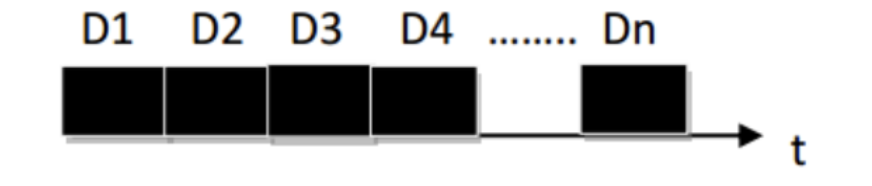 D1 D2 D3 D4 ........ Dn
t